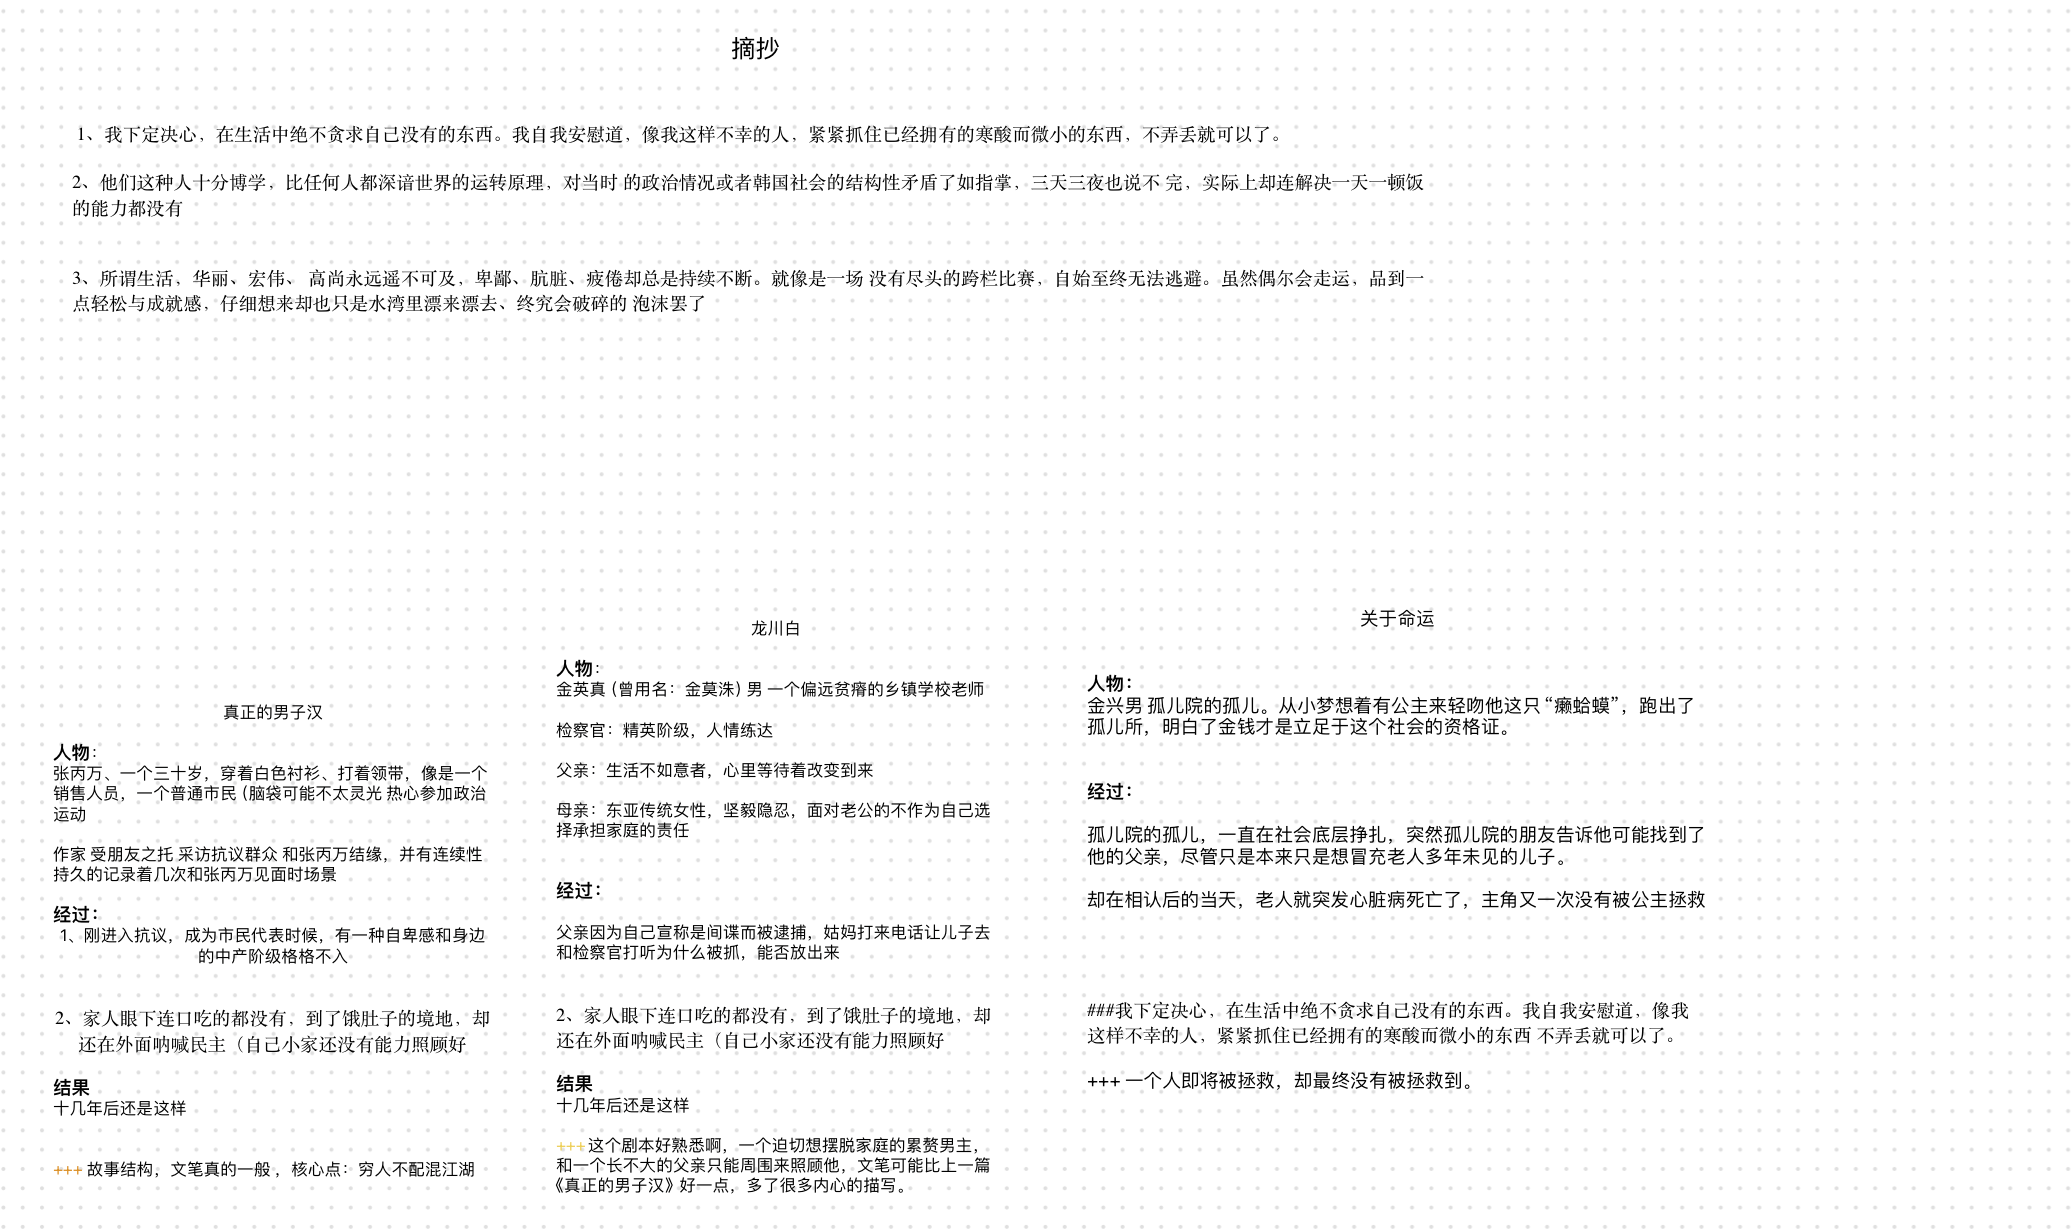 摘抄
1、我下定决心，在生活中绝不贪求自己没有的东西。我自我安慰道，像我这样不幸的人，紧紧抓住已经拥有的寒酸而微小的东西，不弄丢就可以了。
2、他们这种人十分博学，比任何人都深谙世界的运转原理，对当时 的政治情况或者韩国社会的结构性矛盾了如指掌，三天三夜也说不 完，实际上却连解决一天一顿饭
的能力都没有
3、所谓生活，华丽、宏伟、 高尚永远遥不可及，卑鄙、肮脏、疲倦却总是持续不断。就像是一场 没有尽头的跨栏比赛，自始至终无法逃避。虽然偶尔会走运，品到一
点轻松与成就感，仔细想来却也只是水湾里漂来漂去、终究会破碎的 泡沫罢了
真正的男子汉
人物：
张丙万、一个三十岁，穿着白色衬衫、打着领带，像是一个
销售人员，一个普通市民（脑袋可能不太灵光 热心参加政治
运动
作家 受朋友之托 采访抗议群众 和张丙万结缘，并有连续性
持久的记录着几次和张丙万见面时场景
经过：
1、刚进入抗议，成为市民代表时候，有一种自卑感和身边
的中产阶级格格不入
2、家人眼下连口吃的都没有，到了饿肚子的境地，却
还在外面呐喊民主（自己小家还没有能力照顾好
结果
十几年后还是这样
+++ 故事结构，文笔真的一般 ，核心点：穷人不配混江湖
龙川白
人物：
金英真（曾用名：金莫洙）男 一个偏远贫瘠的乡镇学校老师
检察官：精英阶级，人情练达
父亲：生活不如意者，心里等待着改变到来
母亲：东亚传统女性，坚毅隐忍，面对老公的不作为自己选
择承担家庭的责任
经过：
父亲因为自己宣称是间谍而被逮捕，姑妈打来电话让儿子去
和检察官打听为什么被抓，能否放出来
2、家人眼下连口吃的都没有，到了饿肚子的境地，却
还在外面呐喊民主（自己小家还没有能力照顾好
结果
十几年后还是这样
+++ 这个剧本好熟悉啊，一个迫切想摆脱家庭的累赘男主，
和一个长不大的父亲只能周围来照顾他，文笔可能比上一篇
《真正的男子汉》好一点，多了很多内心的描写。
关于命运
人物：
金兴男 孤儿院的孤儿。从小梦想着有公主来轻吻他这只 “癞蛤蟆”，跑出了
孤儿所，明白了金钱才是立足于这个社会的资格证。
经过：
孤儿院的孤儿，一直在社会底层挣扎，突然孤儿院的朋友告诉他可能找到了
他的父亲，尽管只是本来只是想冒充老人多年未见的儿子。
却在相认后的当天，老人就突发心脏病死亡了，主角又一次没有被公主拯救
###我下定决心，在生活中绝不贪求自己没有的东西。我自我安慰道，像我
这样不幸的人，紧紧抓住已经拥有的寒酸而微小的东西 不弄丢就可以了。
+++ 一个人即将被拯救，却最终没有被拯救到。